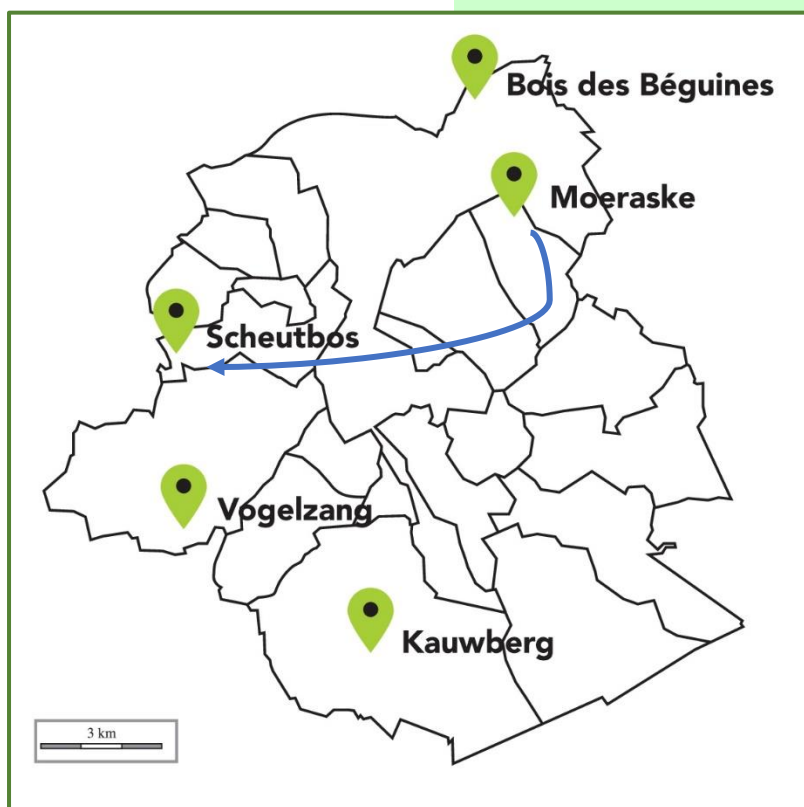 Bois des Béguines
Moeraske
Scheutbos
Vogelzang
Kauwberg
3 km